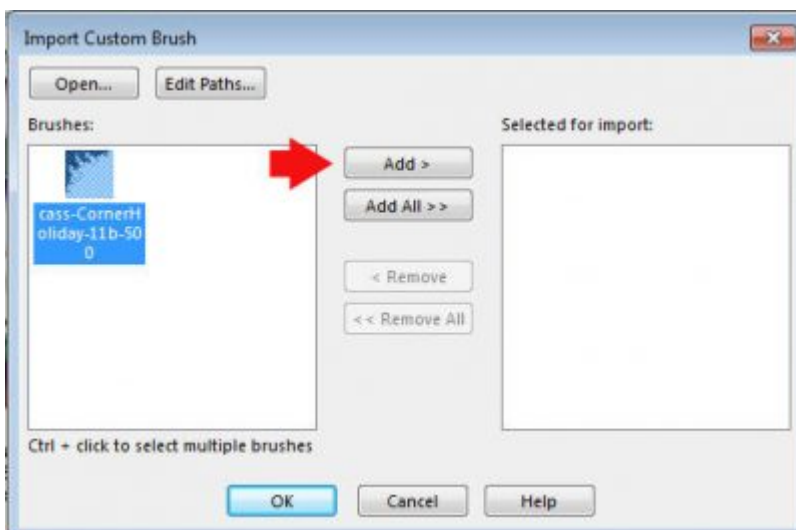 Import Custom Brush
Open...
Edit Paths...
Brushes:
Selected for import:
cass-CornerH
oliday-11b-50
0
Add >
Add All >>
< Remove
<< Remove All
Ctrl + click to select multiple brushes
OK
Cancel
Help